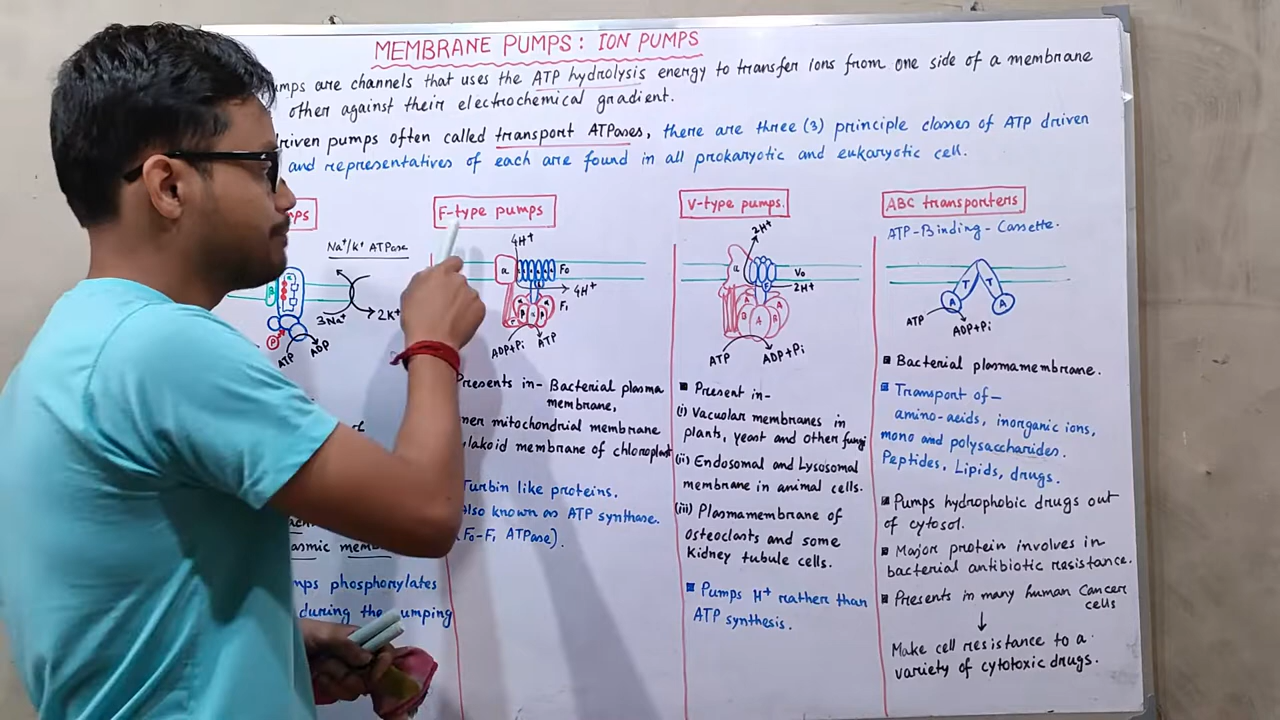 MEMBRANE PUMPS: ION PUMPS
umps are channels that uses the ATP hydrolysis energy to transfer Ions from one side of a membrane
other against their electrochemical gradient.
driven pumps often called transport ATPases, there are three (3) principle classes of ATP driven
and representatives of each are found in all prokaryotic and eukaryotic cell.
mps
Na⁺/K⁺ ATPase
α
β
3Na⁺
2K⁺
P
ATP
ADP
asmic mem
mps phosphorylates
during the umping
F-type pumps
4H⁺
a
F₀
4H⁺
F₁
ADP+Pi
ATP
Presents in- Bacterial plasma
membrane,
ner mitochondrial membrane
lakoid membrane of chloroplast
Turbin like proteins.
Also known as ATP synthase.
(F₀-F₁ ATPase).
V-type pumps.
2H⁺
a
V₀
2H⁺
A
B A B
ATP
ADP+Pi
Present in-
(i) Vacuolar membranes in
plants, yeast and other fungi
(ii) Endosomal and Lysosomal
membrane in animal cells.
(iii) Plasmamembrane of
osteoclasts and some
kidney tubule cells.
Pumps H⁺ rather than
ATP synthesis.
ABC transporters
ATP-Binding-Cassette.
T T
A A
ATP
ADP+Pi
Bacterial plasmamembrane.
Transport of—
amino-acids, inorganic ions,
mono and polysaccharides.
Peptides, Lipids, drugs.
Pumps hydrophobic drugs out
of cytosol.
Major protein involves in
bacterial antibiotic resistance.
Presents in many human Cancer
cells
Make cell resistance to a
variety of cytotoxic drugs.